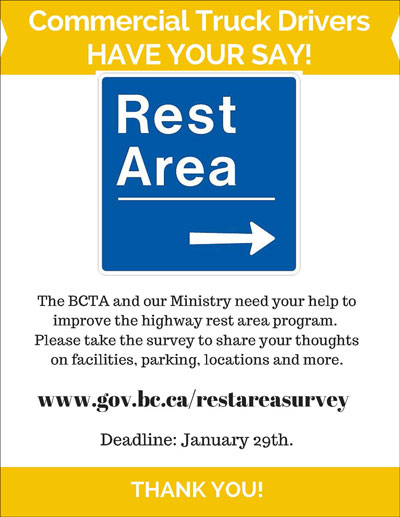 Commercial Truck Drivers
HAVE YOUR SAY!
Rest
Area
The BCTA and our Ministry need your help to
improve the highway rest area program.
Please take the survey to share your thoughts
on facilities, parking, locations and more.
www.gov.bc.ca/restareasurvey
Deadline: January 29th.
THANK YOU!